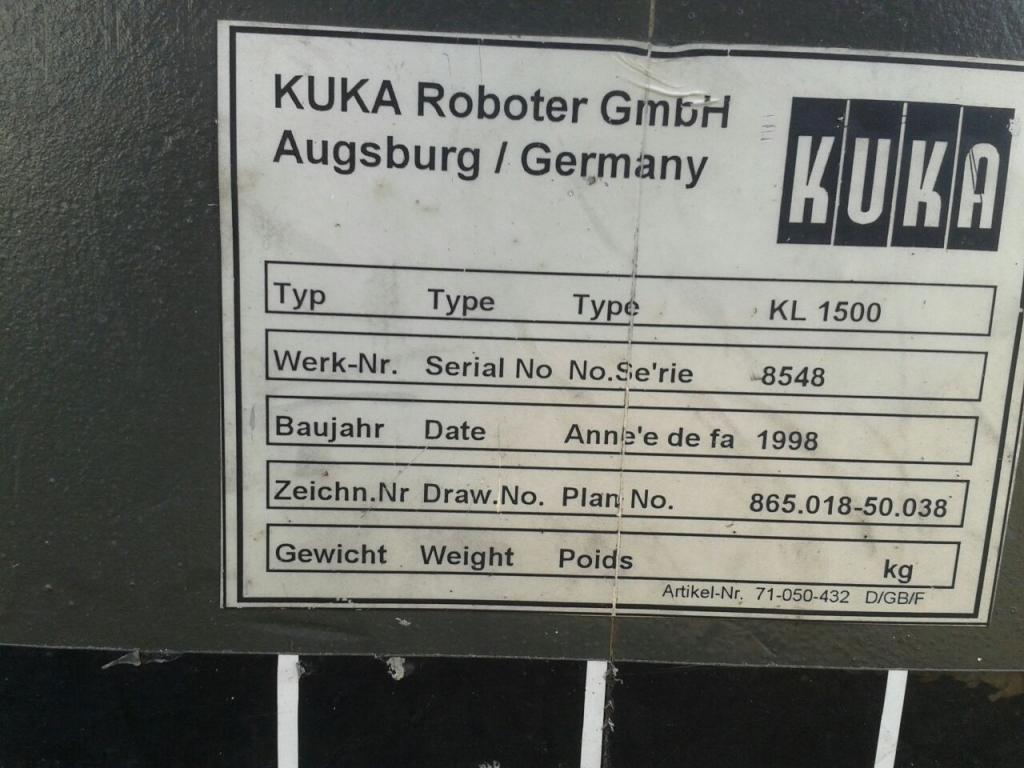 KUKA Roboter GmbH
Augsburg / Germany
KUKA
Typ Type Type KL 1500
Werk-Nr. Serial No No.Se'rie 8548
Baujahr Date Anne'e de fa 1998
Zeichn.Nr Draw.No. Plan No. 865.018-50.038
Gewicht Weight Poids kg
Artikel-Nr. 71-050-432 D/GB/F